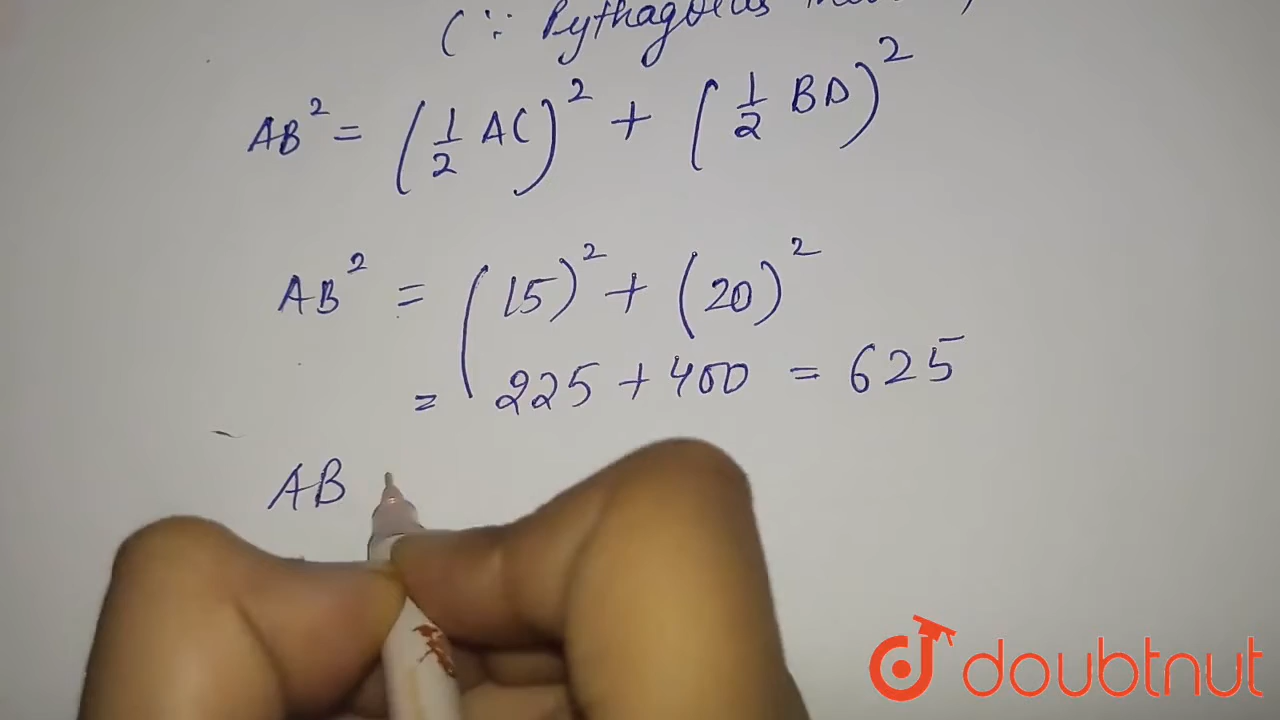 (∵ Pythagoras
AB² = (1/2 AC)² + (1/2 BD)²
AB² = (15)² + (20)²
= 225 + 400 = 625
AB
doubtnut